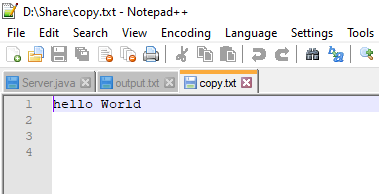 D:\Share\copy.txt - Notepad++
File Edit Search View Encoding Language Settings Tools
Server.java output.txt copy.txt
1 hello World
2
3
4